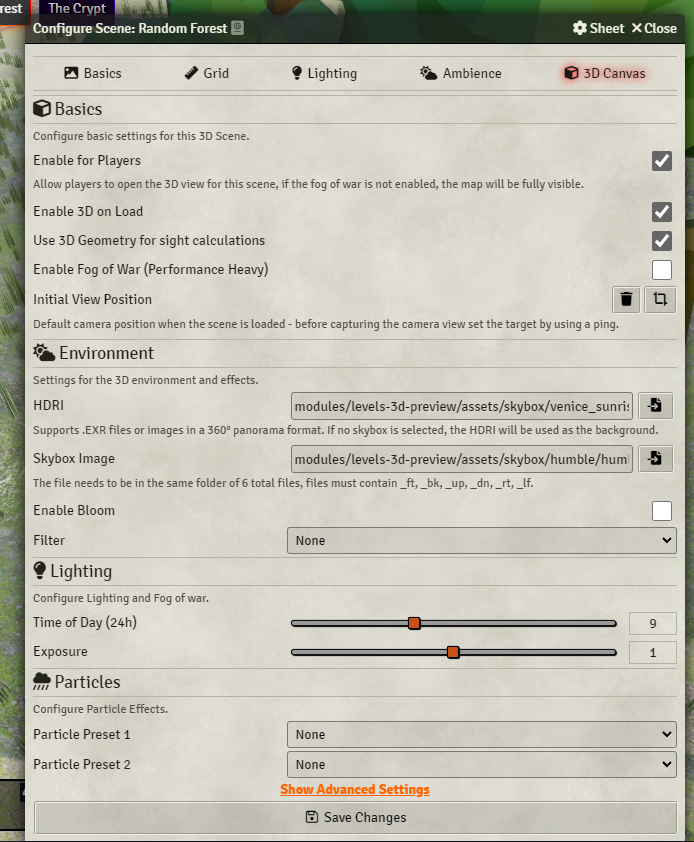 rest
The Crypt
Configure Scene: Random Forest
Sheet
Close
Basics
Grid
Lighting
Ambience
3D Canvas
Basics
Configure basic settings for this 3D Scene.
Enable for Players
Allow players to open the 3D view for this scene, if the fog of war is not enabled, the map will be fully visible.
Enable 3D on Load
Use 3D Geometry for sight calculations
Enable Fog of War (Performance Heavy)
Initial View Position
Default camera position when the scene is loaded - before capturing the camera view set the target by using a ping.
Environment
Settings for the 3D environment and effects.
HDRI
modules/levels-3d-preview/assets/skybox/venice_sunris
Supports .EXR files or images in a 360° panorama format. If no skybox is selected, the HDRI will be used as the background.
Skybox Image
modules/levels-3d-preview/assets/skybox/humble/huml
The file needs to be in the same folder of 6 total files, files must contain _ft, _bk, _up, _dn, _rt, _lf.
Enable Bloom
Filter
None
Lighting
Configure Lighting and Fog of war.
Time of Day (24h)
9
Exposure
1
Particles
Configure Particle Effects.
Particle Preset 1
None
Particle Preset 2
None
Show Advanced Settings
Save Changes